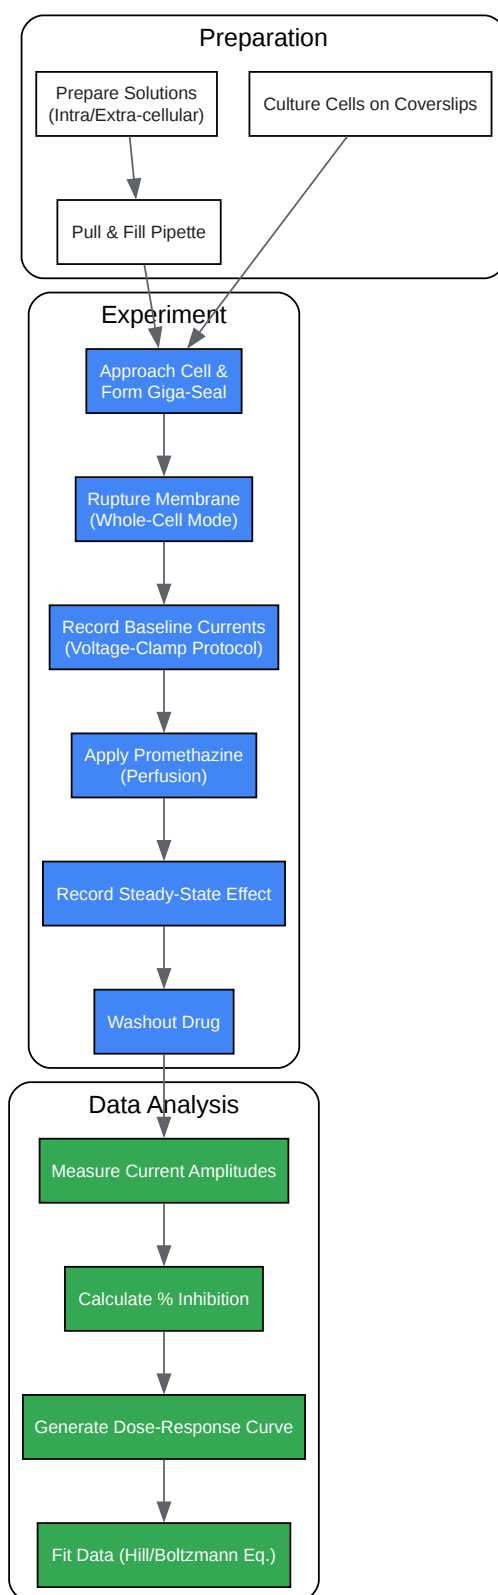 Preparation
Prepare Solutions
(Intra/Extra-cellular)
Culture Cells on Coverslips
Pull & Fill Pipette
Experiment
Approach Cell &
Form Giga-Seal
Rupture Membrane
(Whole-Cell Mode)
Record Baseline Currents
(Voltage-Clamp Protocol)
Apply Promethazine
(Perfusion)
Record Steady-State Effect
Washout Drug
Data Analysis
Measure Current Amplitudes
Calculate % Inhibition
Generate Dose-Response Curve
Fit Data (Hill/Boltzmann Eq.)